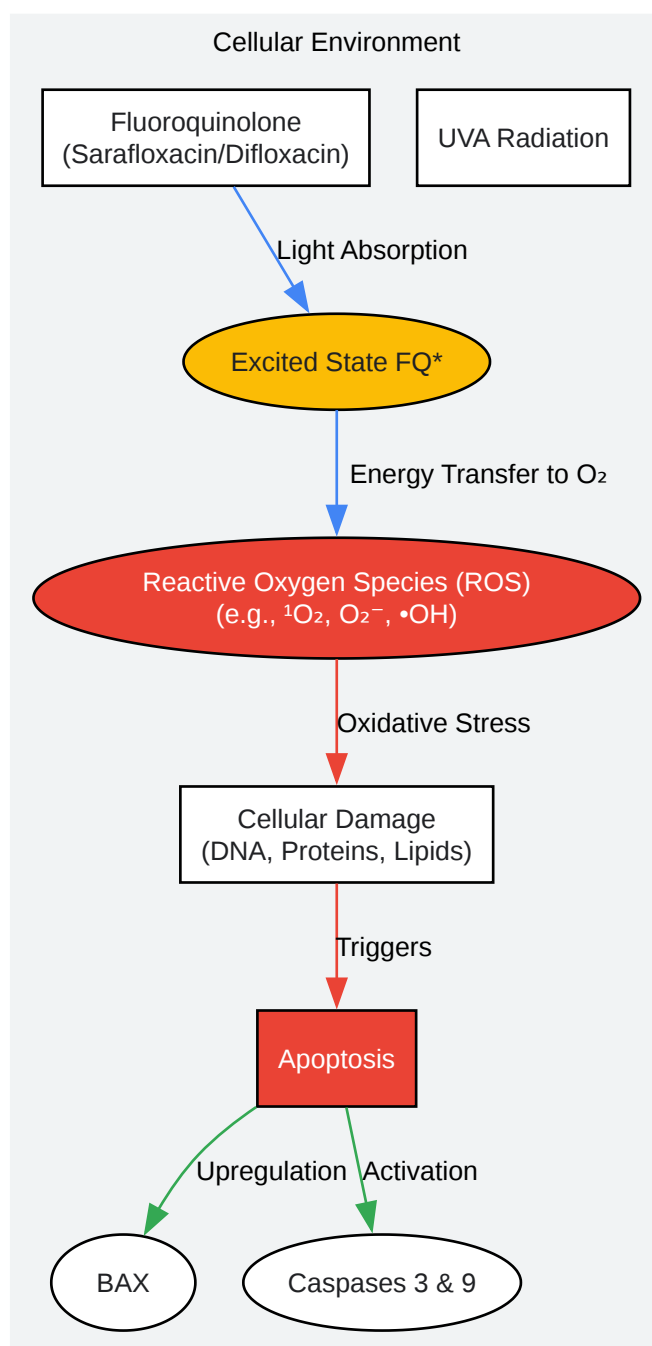 Cellular Environment
Fluoroquinolone
(Sarafloxacin/Difloxacin)
UVA Radiation
Light Absorption
Excited State FQ*
Energy Transfer to O₂
Reactive Oxygen Species (ROS)
(e.g., ¹O₂, O₂⁻, •OH)
Oxidative Stress
Cellular Damage
(DNA, Proteins, Lipids)
Triggers
Apoptosis
Upregulation
Activation
BAX
Caspases 3 & 9